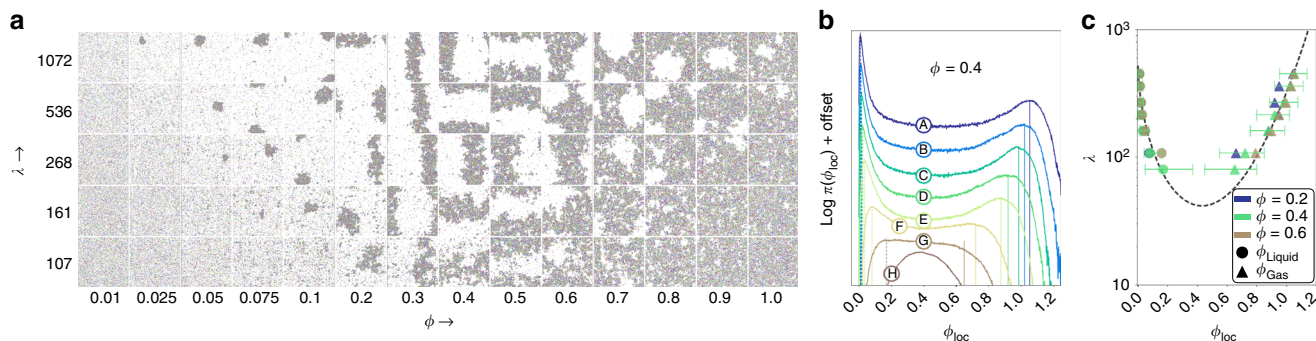 a
1072
536
268
161
107
λ →
0.01 0.025 0.05 0.075 0.1 0.2 0.3 0.4 0.5 0.6 0.7 0.8 0.9 1.0
ϕ →
b
ϕ = 0.4
Log π(ϕloc) + offset
A
B
C
D
E
F
G
H
0.0 0.2 0.4 0.6 0.8 1.0 1.2
ϕloc
c
10³
10²
10
λ
ϕ = 0.2
ϕ = 0.4
ϕ = 0.6
ϕLiquid
ϕGas
0.0 0.2 0.4 0.6 0.8 1.0 1.2
ϕloc